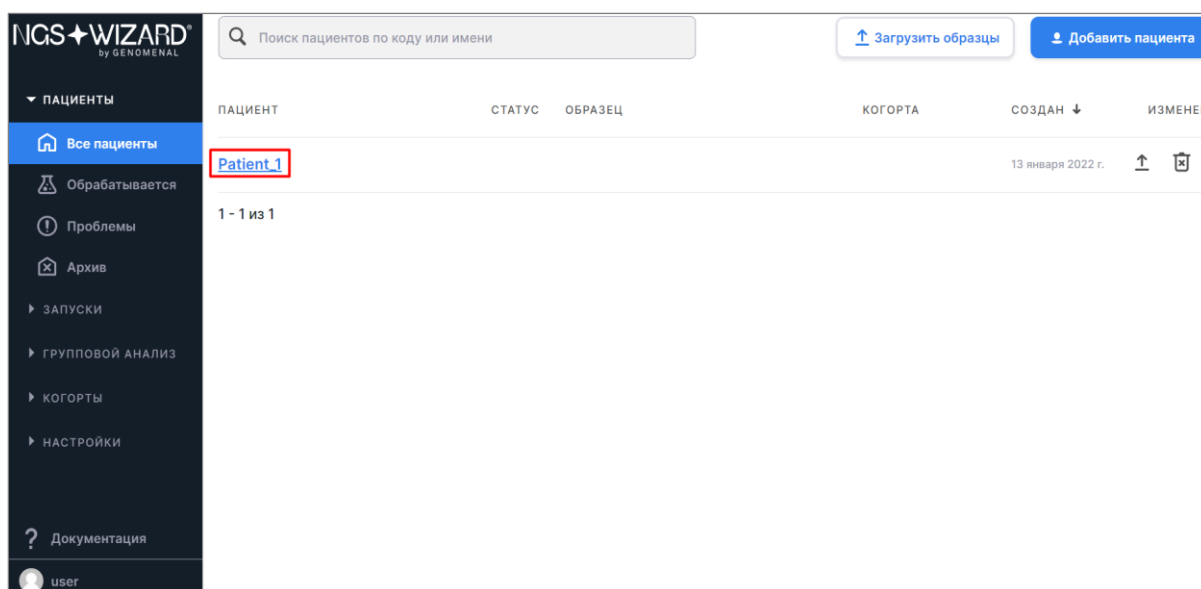 NGS WIZARD®
by GENOMENAL
Поиск пациентов по коду или имени
Загрузить образцы
Добавить пациента
ПАЦИЕНТЫ
Все пациенты
Обрабатывается
Проблемы
Архив
ЗАПУСКИ
ГРУППОВОЙ АНАЛИЗ
КОГОРТЫ
НАСТРОЙКИ
Документация
user
ПАЦИЕНТ СТАТУС ОБРАЗЕЦ КОГОРТА СОЗДАН ИЗМЕНЕ
Patient_1 13 января 2022 г.
1 - 1 из 1